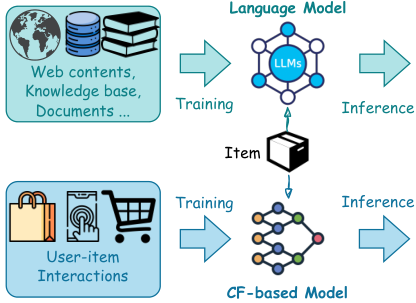 Language Model
LLMs
Web contents,
Knowledge base,
Documents ...
Training
Inference
Item
Training
Inference
User-item
Interactions
CF-based Model